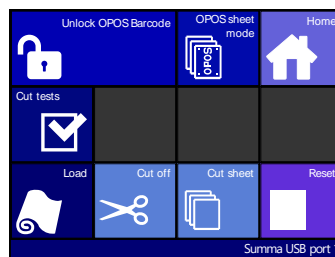 Unlock OPOS Barcode
OPOS sheet
mode
Home
OPOS
Cut tests
Load
Cut off
Cut sheet
Reset
Summa USB port